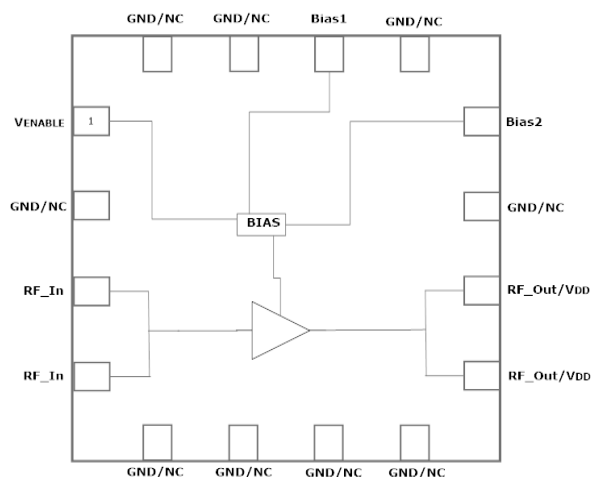 GND/NC GND/NC Bias1 GND/NC
VENABLE 1 Bias2
GND/NC GND/NC
BIAS
RF_In RF_Out/VDD
RF_In RF_Out/VDD
GND/NC GND/NC GND/NC GND/NC